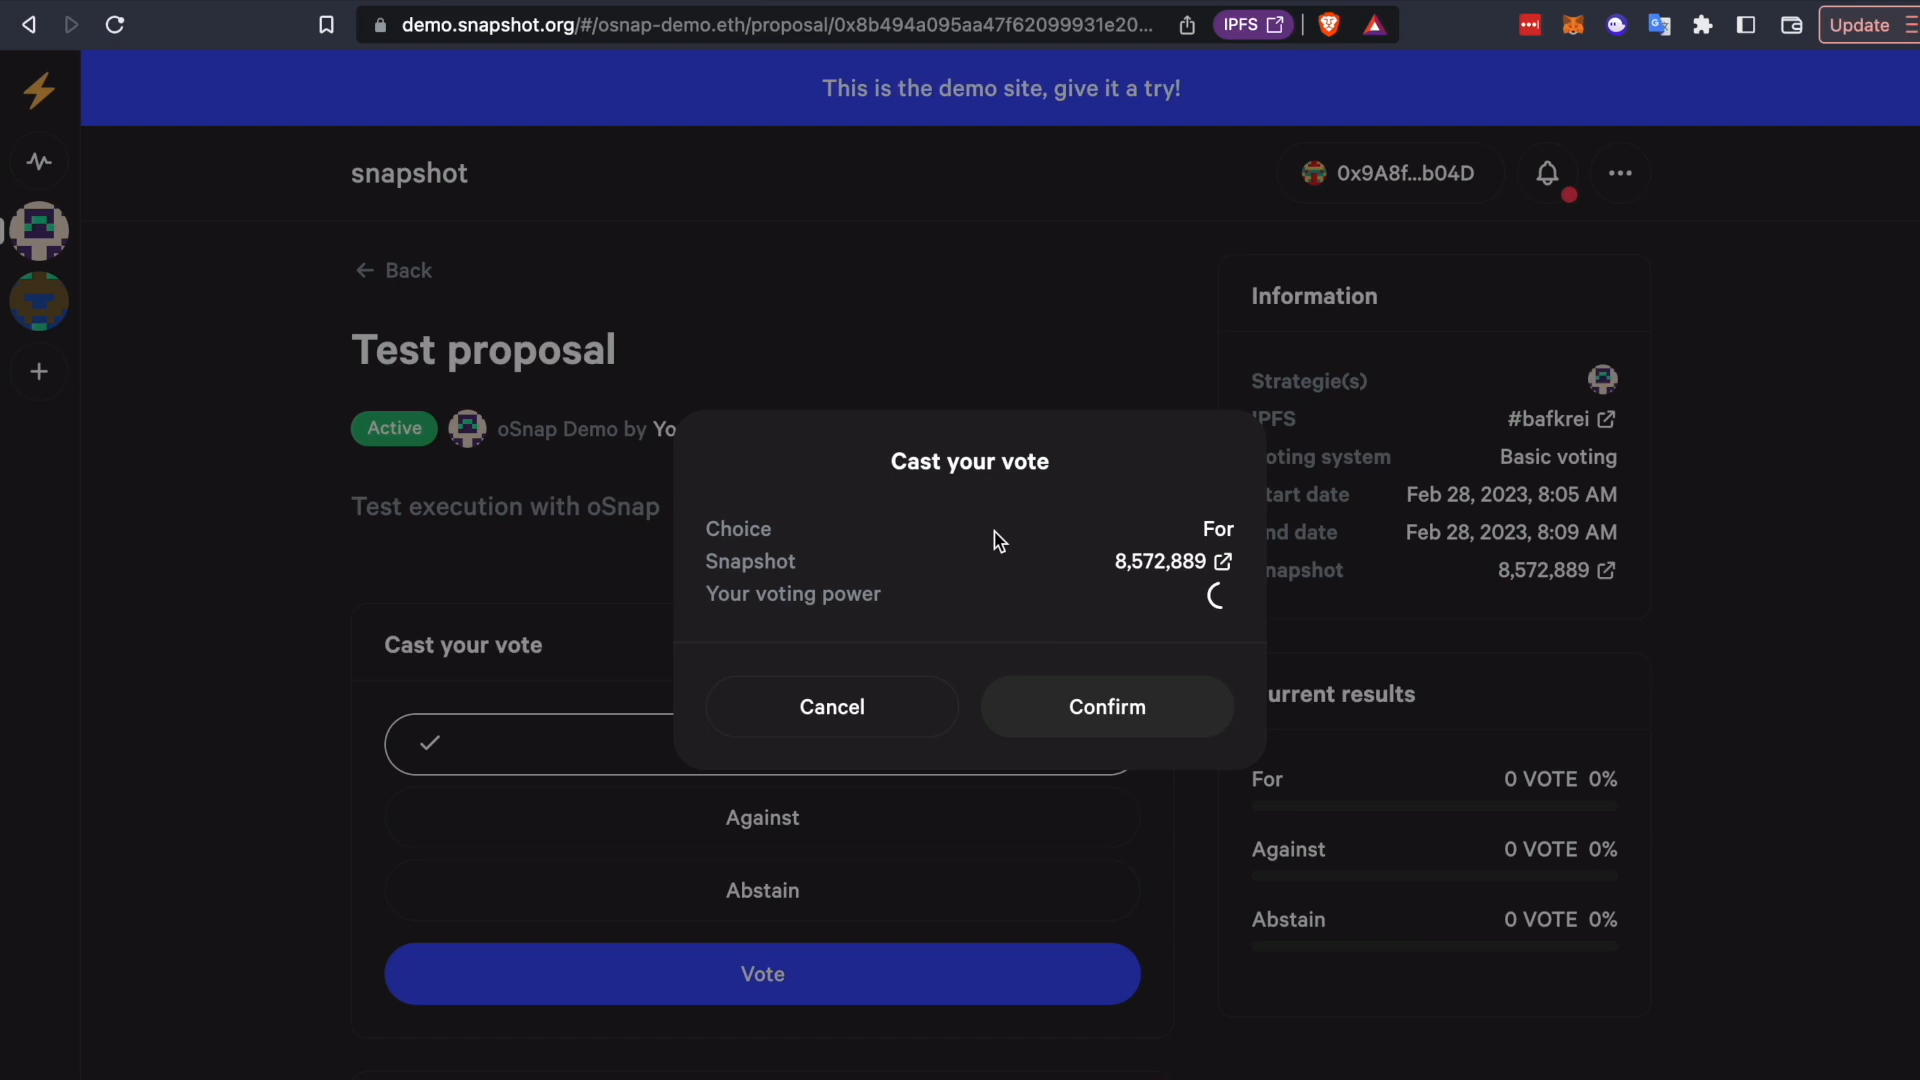 demo.snapshot.org/#/osnap-demo.eth/proposal/0x8b494a095aa47f62099931e20...
IPFS
Update
This is the demo site, give it a try!
snapshot
0x9A8f...b04D
Back
Test proposal
Active
oSnap Demo by Yo
Test execution with oSnap
Information
Strategie(s)
IPFS
#bafkrei
oting system
Basic voting
tart date
Feb 28, 2023, 8:05 AM
nd date
Feb 28, 2023, 8:09 AM
napshot
8,572,889
Cast your vote
Choice
For
Snapshot
8,572,889
Your voting power
Cancel
Confirm
Cast your vote
Against
Abstain
Vote
urrent results
For
0 VOTE 0%
Against
0 VOTE 0%
Abstain
0 VOTE 0%